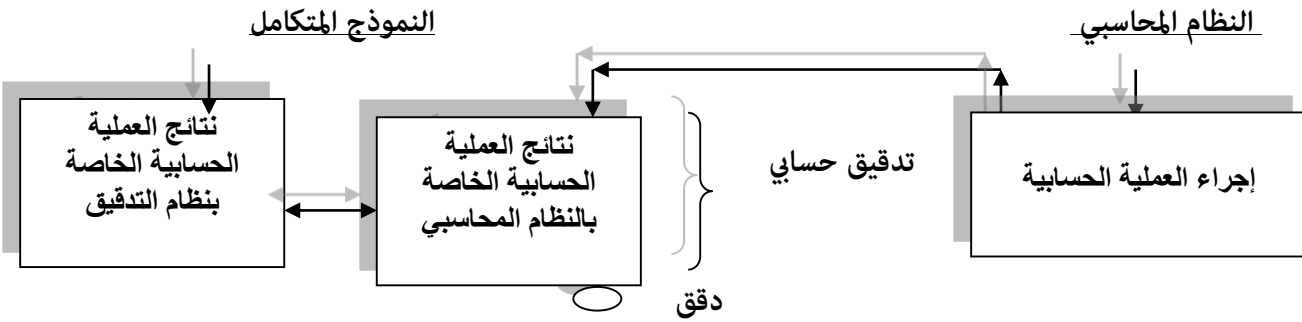 النظام المحاسبي
النموذج المتكامل
إجراء العملية الحسابية
تدقيق حسابي
دقق
نتائج العملية
الحسابية الخاصة
بالنظام المحاسبي
نتائج العملية
الحسابية الخاصة
بنظام التدقيق